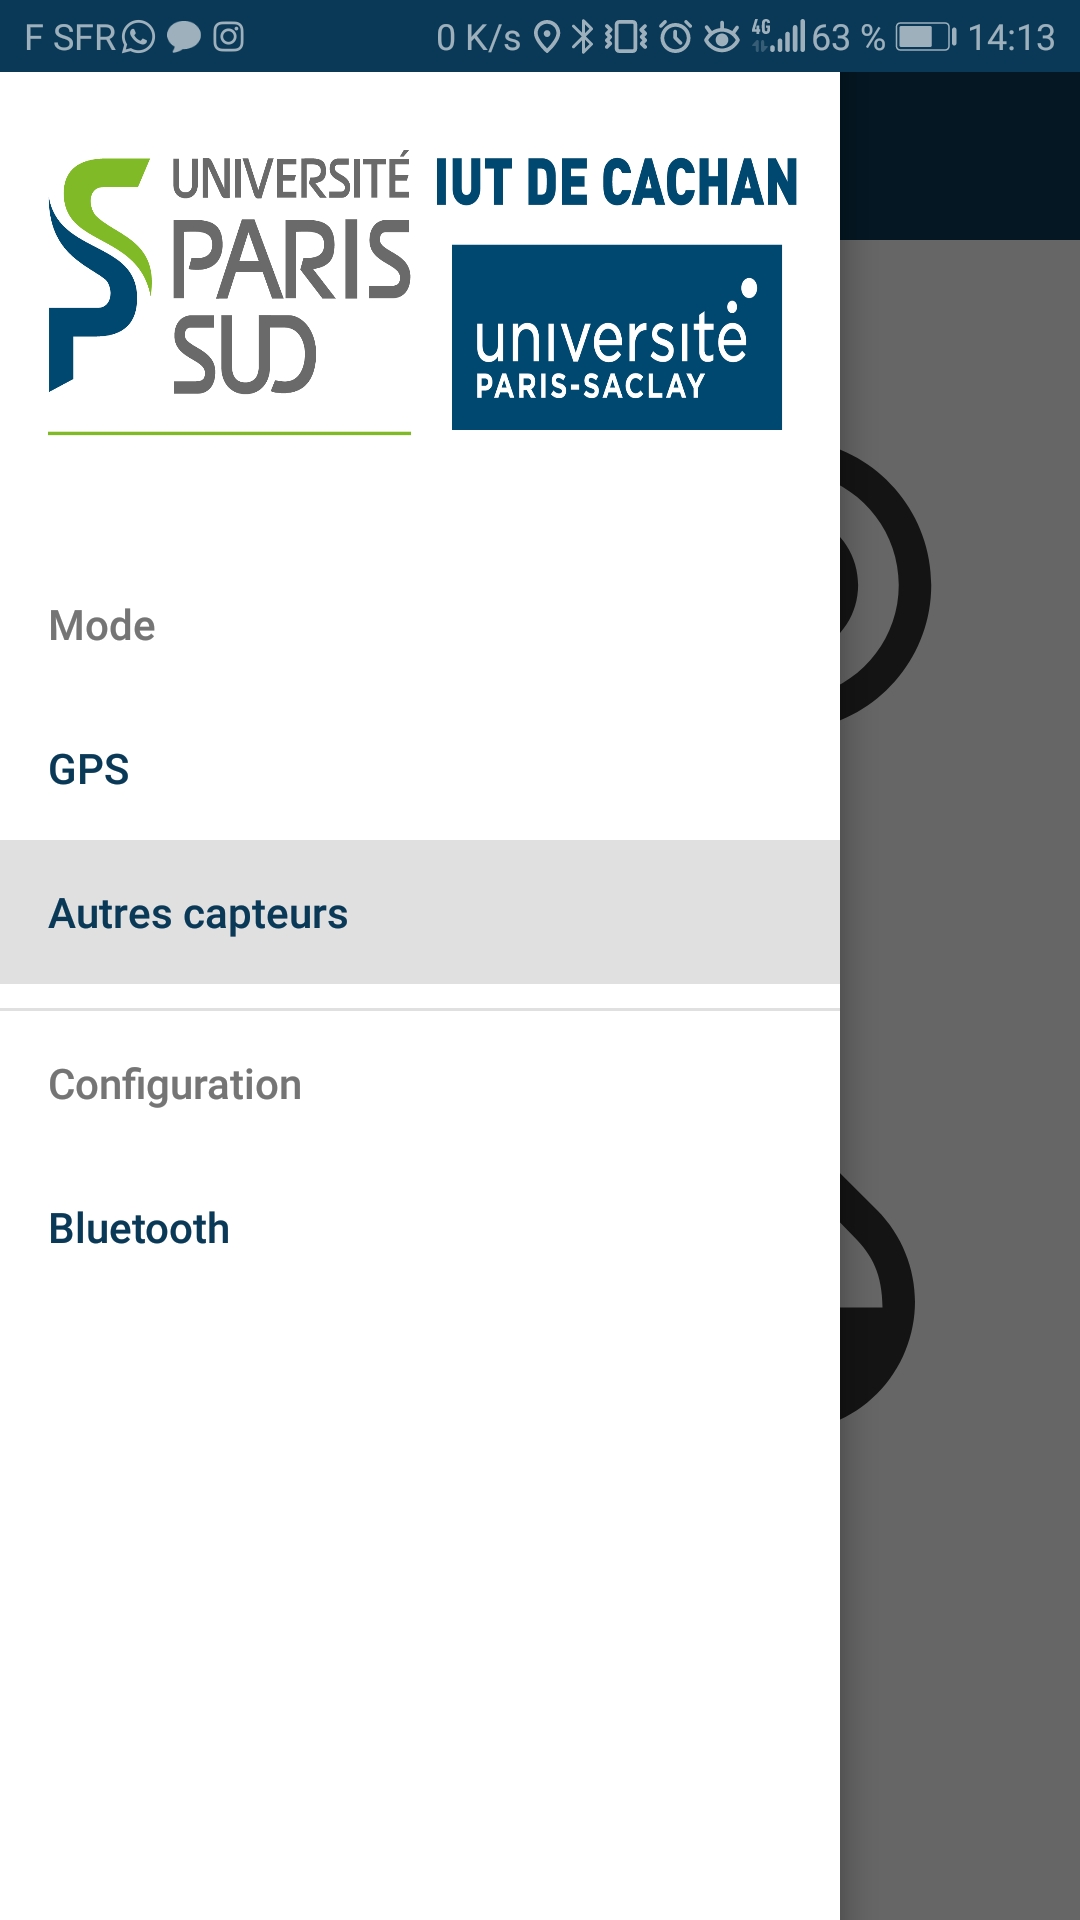 F SFR 0 K/s 4G 63 % 14:13
UNIVERSITÉ
PARIS
SUD
IUT DE CACHAN
université
PARIS-SACLAY
Mode
GPS
Autres capteurs
Configuration
Bluetooth